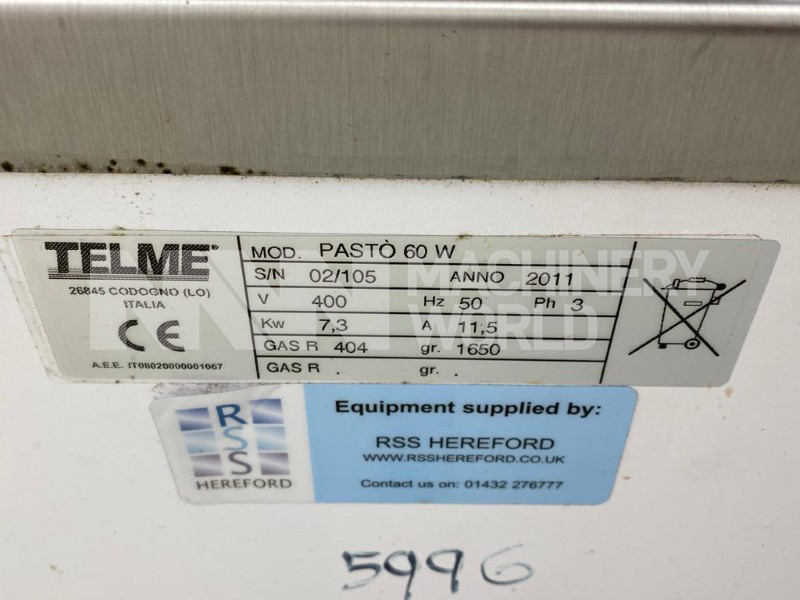 TELME®
26845 CODOGNO (LO)
ITALIA
CE
A.E.E. IT08020000001067
MOD. PASTÒ 60 W
S/N 02/105 ANNO 2011
V 400 Hz 50 Ph 3
Kw 7,3 A 11,5
GAS R 404 gr. 1650
GAS R . gr. .
MACHINERY
WORLD
RSS
HEREFORD
Equipment supplied by:
RSS HEREFORD
WWW.RSSHEREFORD.CO.UK
Contact us on: 01432 276777
5996